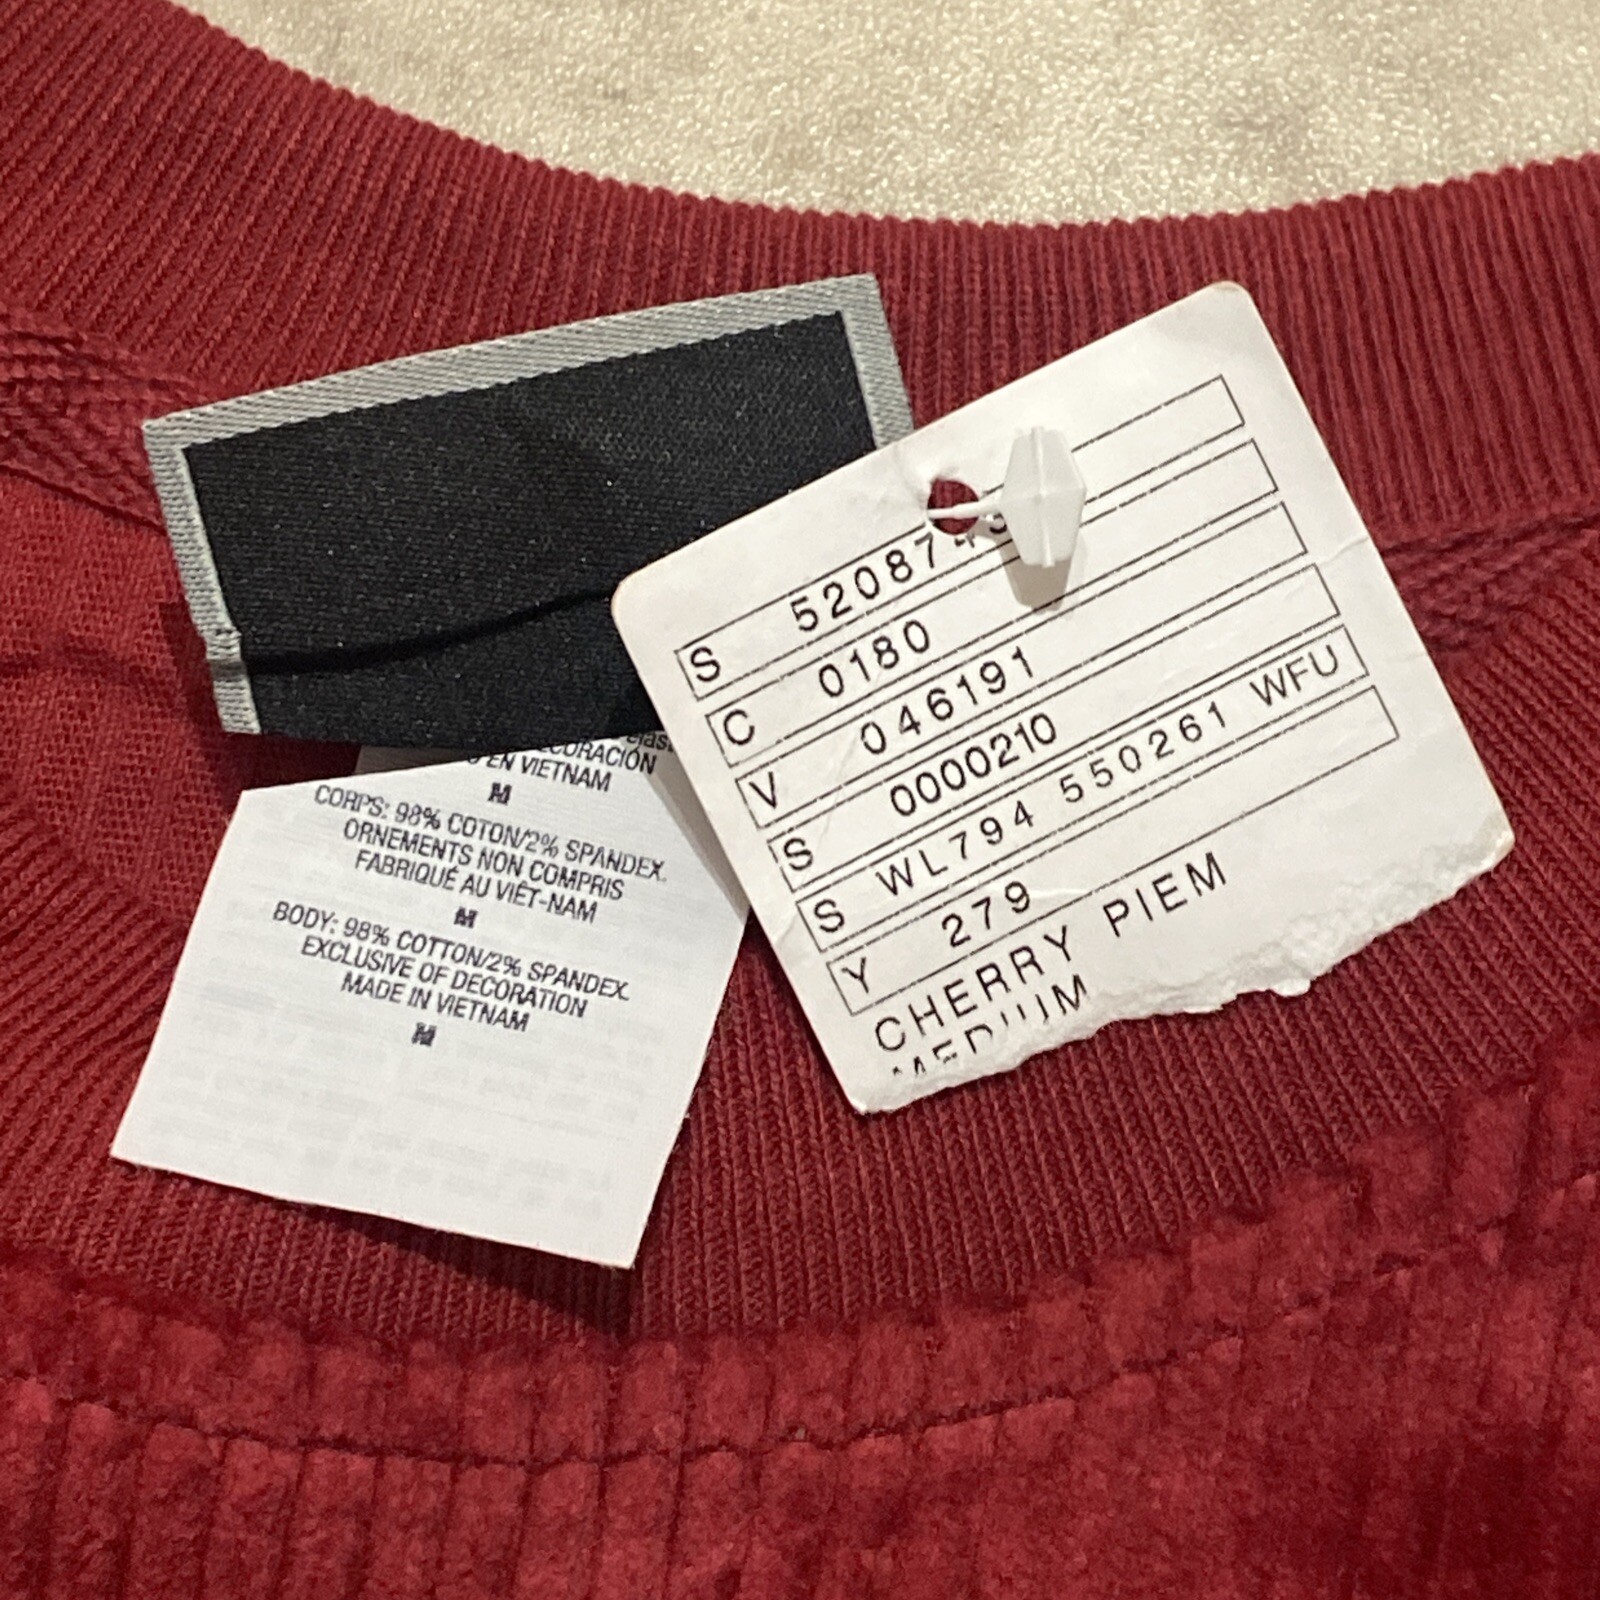 DECORACIÓN
EN VIETNAM
M
CORPS: 98% COTON/2% SPANDEX.
ORNEMENTS NON COMPRIS
FABRIQUÉ AU VIÊT-NAM
M
BODY: 98% COTTON/2% SPANDEX.
EXCLUSIVE OF DECORATION
MADE IN VIETNAM
M
S
C 0180
V 046191
S 0000210
S WL794 550261 WFU
Y 279
CHERRY PIEM
MEDIUM